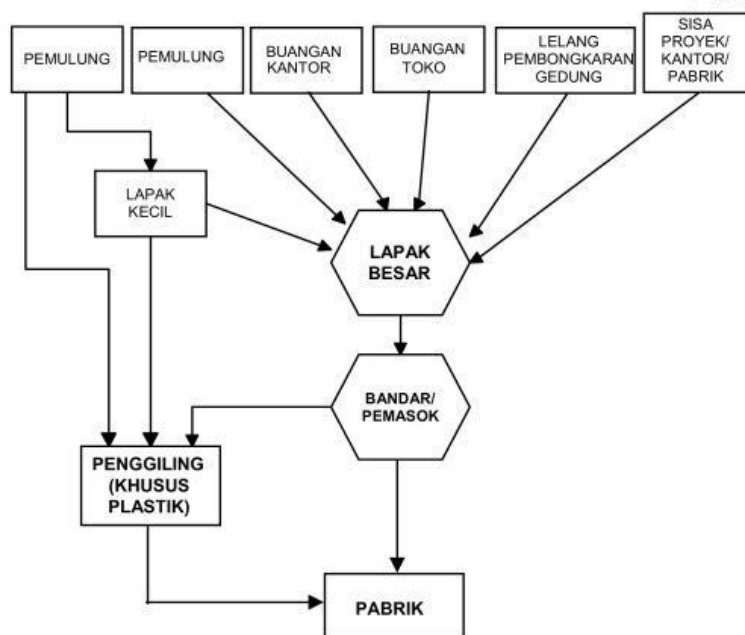 PEMULUNG
PEMULUNG
BUANGAN
KANTOR
BUANGAN
TOKO
LELANG
PEMBONGKARAN
GEDUNG
SISA
PROYEK/
KANTOR/
PABRIK
LAPAK
KECIL
LAPAK
BESAR
BANDAR/
PEMASOK
PENGGILING
(KHUSUS
PLASTIK)
PABRIK